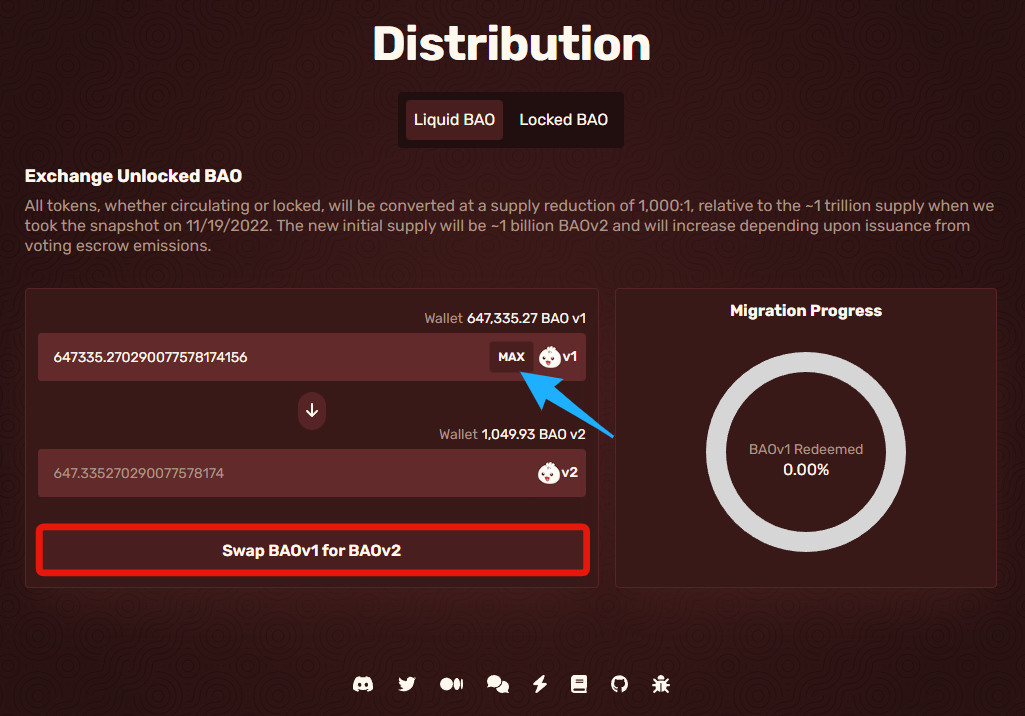 Distribution
Liquid BAO Locked BAO
Exchange Unlocked BAO
All tokens, whether circulating or locked, will be converted at a supply reduction of 1,000:1, relative to the ~1 trillion supply when we
took the snapshot on 11/19/2022. The new initial supply will be ~1 billion BAOv2 and will increase depending upon issuance from
voting escrow emissions.
Wallet 647,335.27 BAO v1
647335.270290077578174156 MAX v1
Wallet 1,049.93 BAO v2
647.335270290077578174 v2
Swap BAOv1 for BAOv2
Migration Progress
BAOv1 Redeemed
0.00%